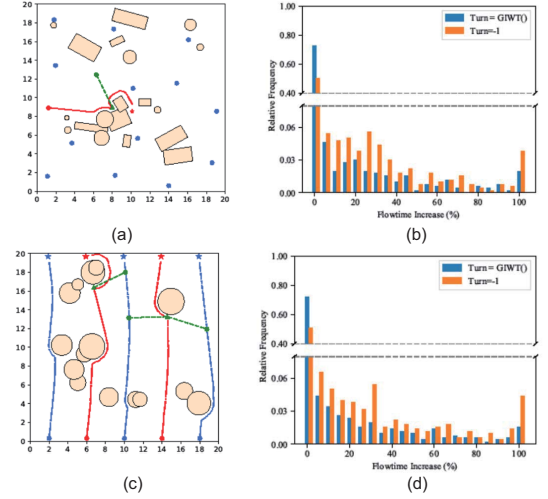 20
18
16
14
12
10
8
6
4
2
0
0 2 4 6 8 10 12 14 16 18 20
(a)
1.00
0.80
0.60
0.40
0.06
0.03
0.00
Relative Frequency
Turn = GIWT()
Turn=-1
0 20 40 60 80 100
Flowtime Increase (%)
(b)
20
18
16
14
12
10
8
6
4
2
0
0 2 4 6 8 10 12 14 16 18 20
(c)
1.00
0.80
0.60
0.40
0.06
0.03
0.00
Relative Frequency
Turn = GIWT()
Turn=-1
0 20 40 60 80 100
Flowtime Increase (%)
(d)